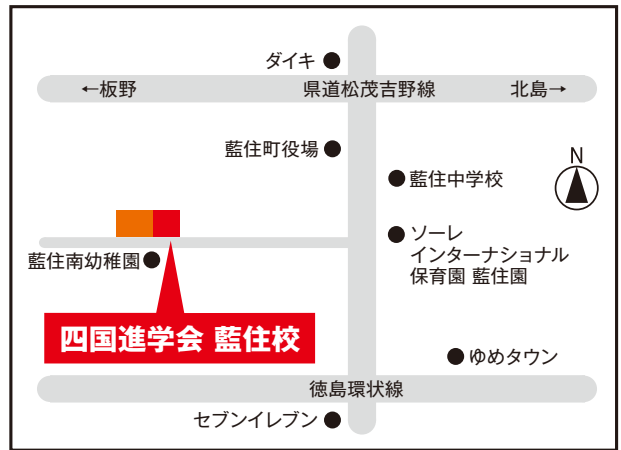 ダイキ
←板野
県道松茂吉野線
北島→
藍住町役場
藍住中学校
N
ソーレ
インターナショナル
保育園 藍住園
藍住南幼稚園
四国進学会 藍住校
ゆめタウン
徳島環状線
セブンイレブン